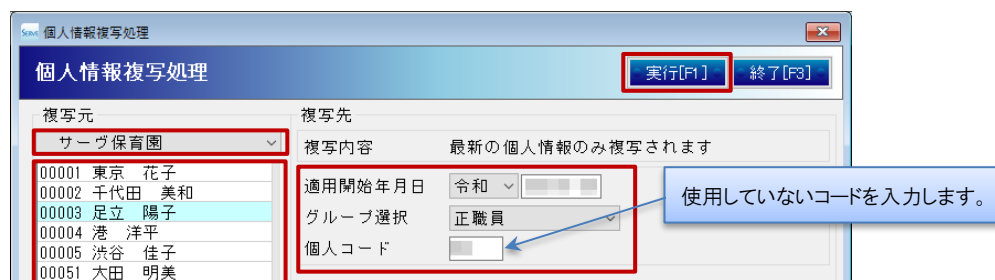 Serve 個人情報複写処理
個人情報複写処理
実行[F1]
終了[F3]
複写元
サーヴ保育園
00001 東京 花子
00002 千代田 美和
00003 足立 陽子
00004 港 洋平
00005 渋谷 佳子
00051 大田 明美
複写先
複写内容 最新の個人情報のみ複写されます
適用開始年月日 令和
グループ選択 正職員
個人コード
使用していないコードを入力します。